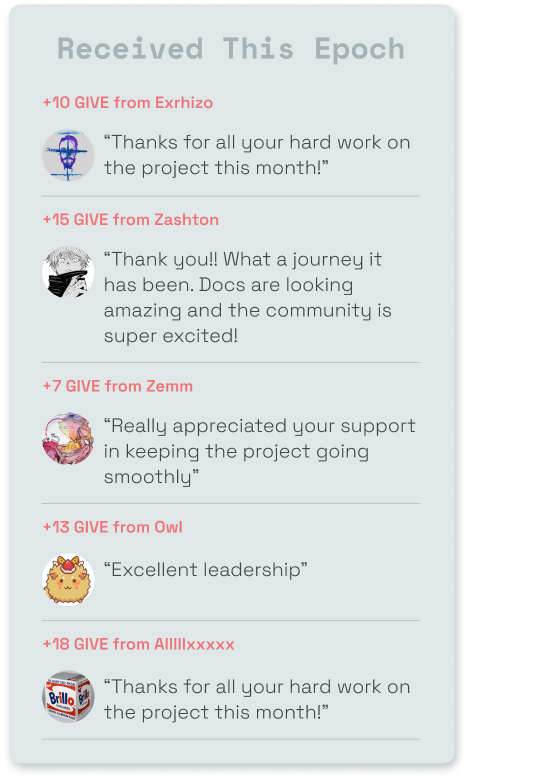 Received This Epoch
+10 GIVE from Exrhizo
“Thanks for all your hard work on
the project this month!”
+15 GIVE from Zashton
“Thank you!! What a journey it
has been. Docs are looking
amazing and the community is
super excited!
+7 GIVE from Zemm
“Really appreciated your support
in keeping the project going
smoothly”
+13 GIVE from Owl
“Excellent leadership”
+18 GIVE from Alllllxxxxx
“Thanks for all your hard work on
the project this month!”
Brillo